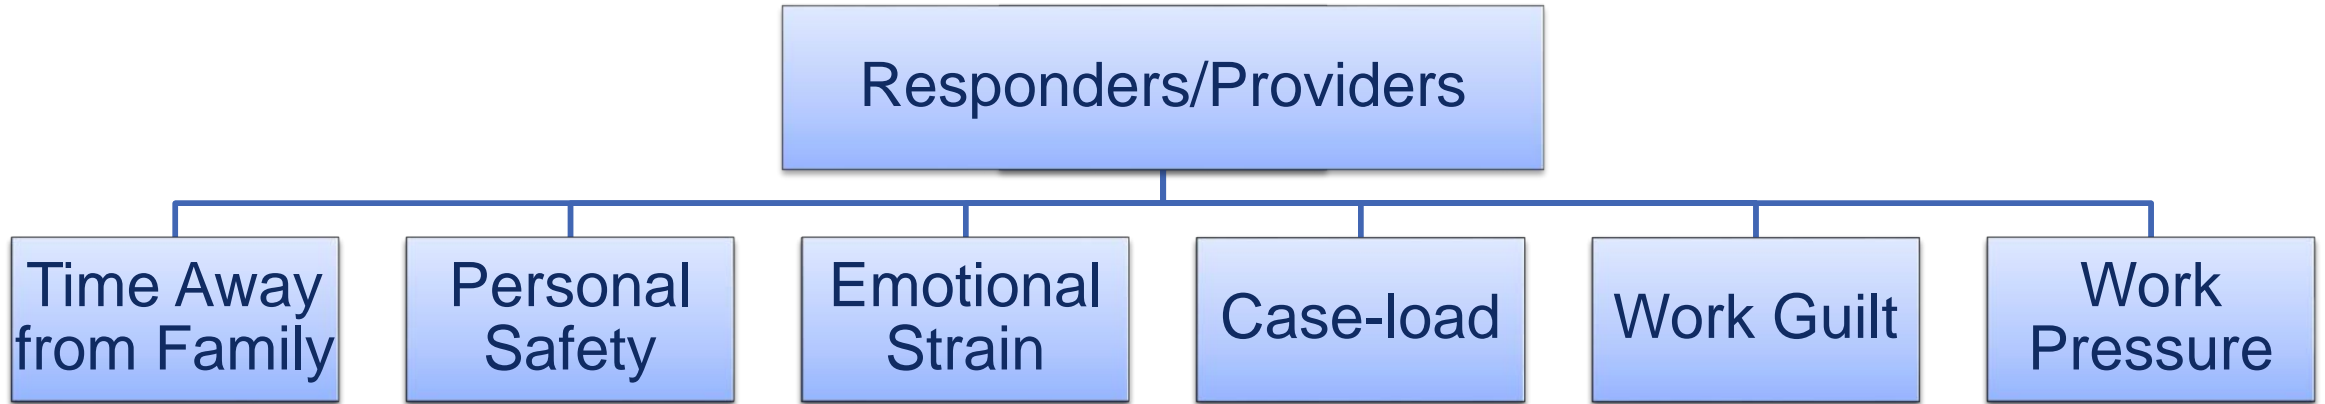 Responders/Providers
Time Away
from Family
Personal
Safety
Emotional
Strain
Case-load
Work Guilt
Work
Pressure